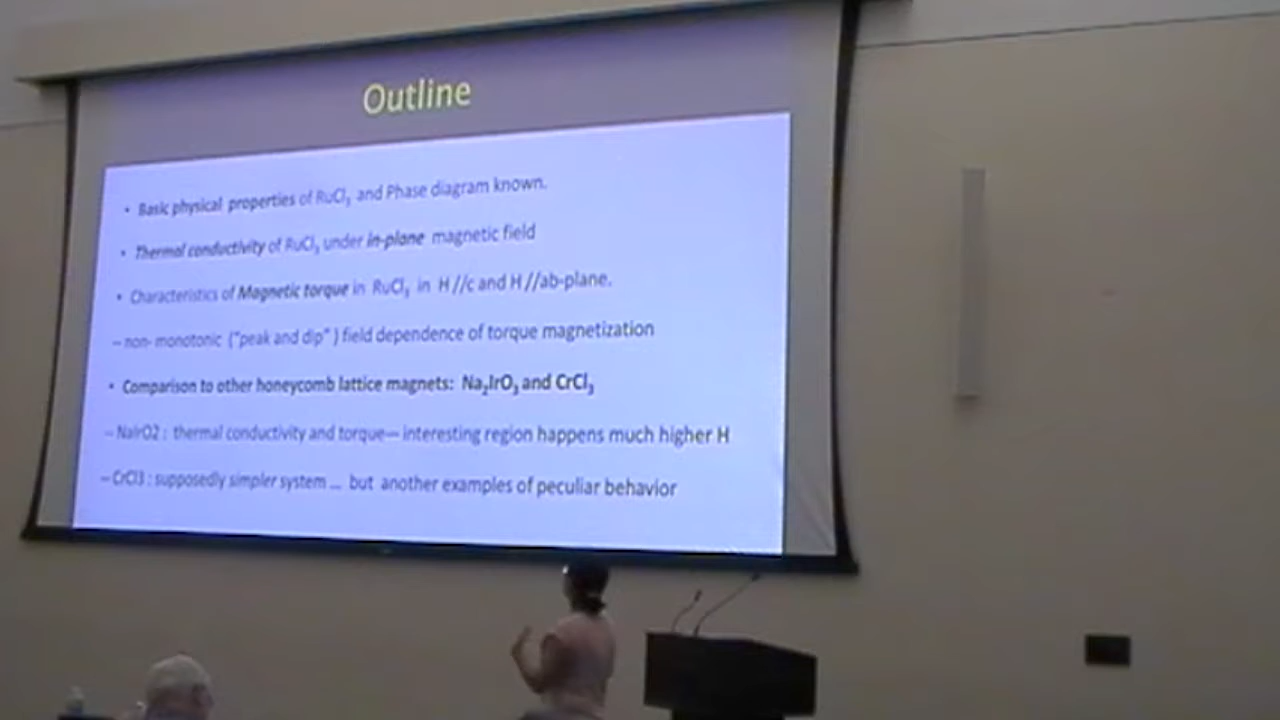 Outline
• Basic physical properties of RuCl₃ and Phase diagram known.
• Thermal conductivity of RuCl₃ under in-plane magnetic field
• Characteristics of Magnetic torque in RuCl₃ in H//c and H//ab-plane.
– non- monotonic ("peak and dip" ) field dependence of torque magnetization
• Comparison to other honeycomb lattice magnets: Na₂IrO₃ and CrCl₃
– NaIrO2 : thermal conductivity and torque— interesting region happens much higher H
– CrCl3 : supposedly simpler system ... but another examples of peculiar behavior